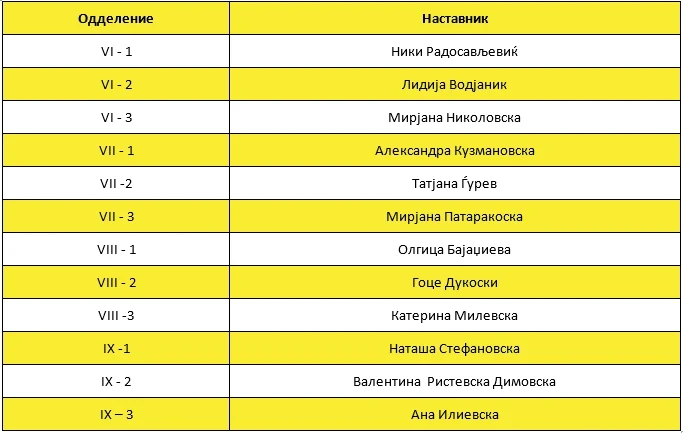 Одделение Наставник
VI - 1 Ники Радосављевиќ
VI - 2 Лидија Водјаник
VI - 3 Мирјана Николовска
VII - 1 Александра Кузмановска
VII -2 Татјана Ѓурев
VII - 3 Мирјана Патаракоска
VIII - 1 Олгица Бајаџиева
VIII - 2 Гоце Дукоски
VIII -3 Катерина Милевска
IX -1 Наташа Стефановска
IX - 2 Валентина  Ристевска Димовска
IX – 3 Ана Илиевска